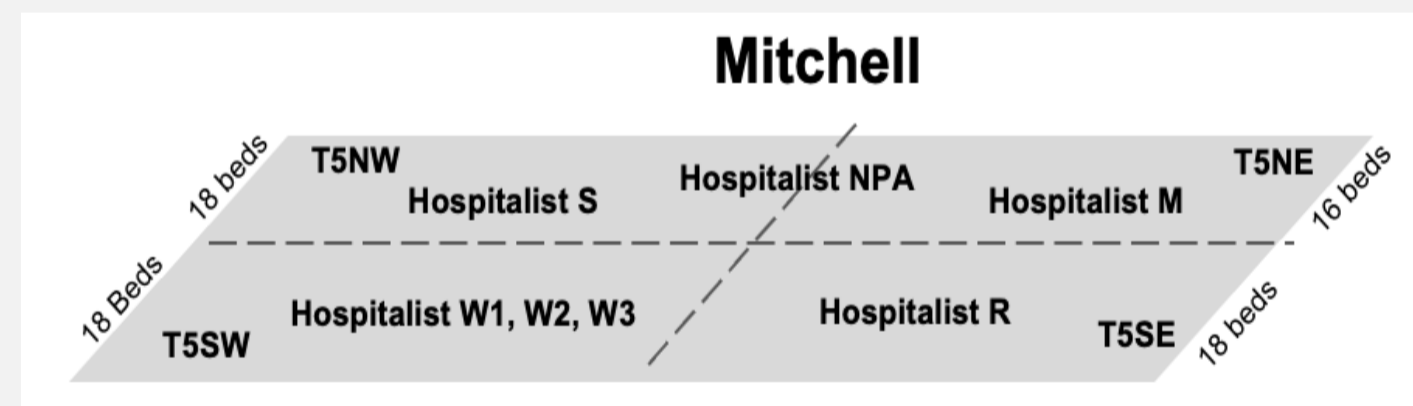 Mitchell
18 beds
T5NW
Hospitalist S
Hospitalist NPA
Hospitalist M
T5NE
16 beds
18 Beds
T5SW
Hospitalist W1, W2, W3
Hospitalist R
T5SE
18 beds